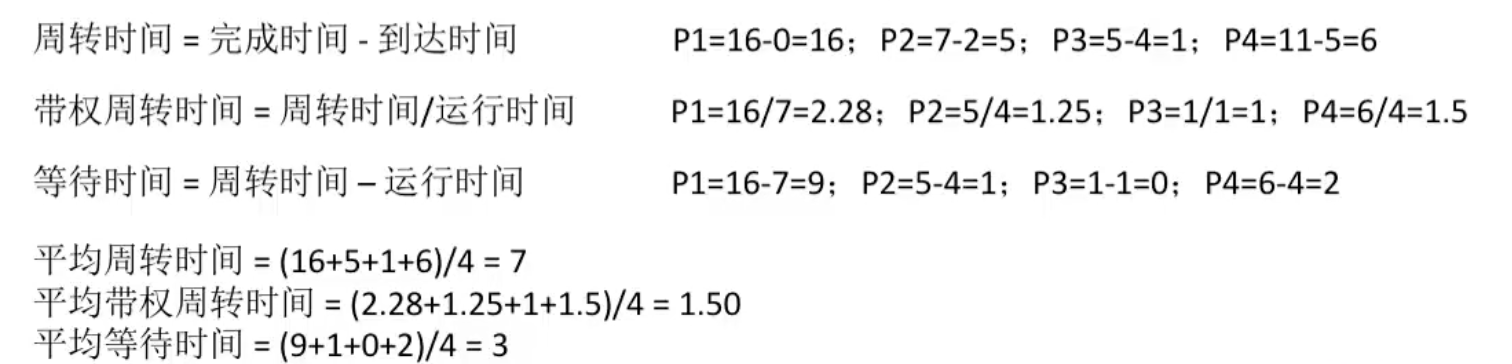 周转时间 = 完成时间 - 到达时间 P1=16-0=16；P2=7-2=5；P3=5-4=1；P4=11-5=6
带权周转时间 = 周转时间/运行时间 P1=16/7=2.28；P2=5/4=1.25；P3=1/1=1；P4=6/4=1.5
等待时间 = 周转时间 – 运行时间 P1=16-7=9；P2=5-4=1；P3=1-1=0；P4=6-4=2
平均周转时间 = (16+5+1+6)/4 = 7
平均带权周转时间 = (2.28+1.25+1+1.5)/4 = 1.50
平均等待时间 = (9+1+0+2)/4 = 3